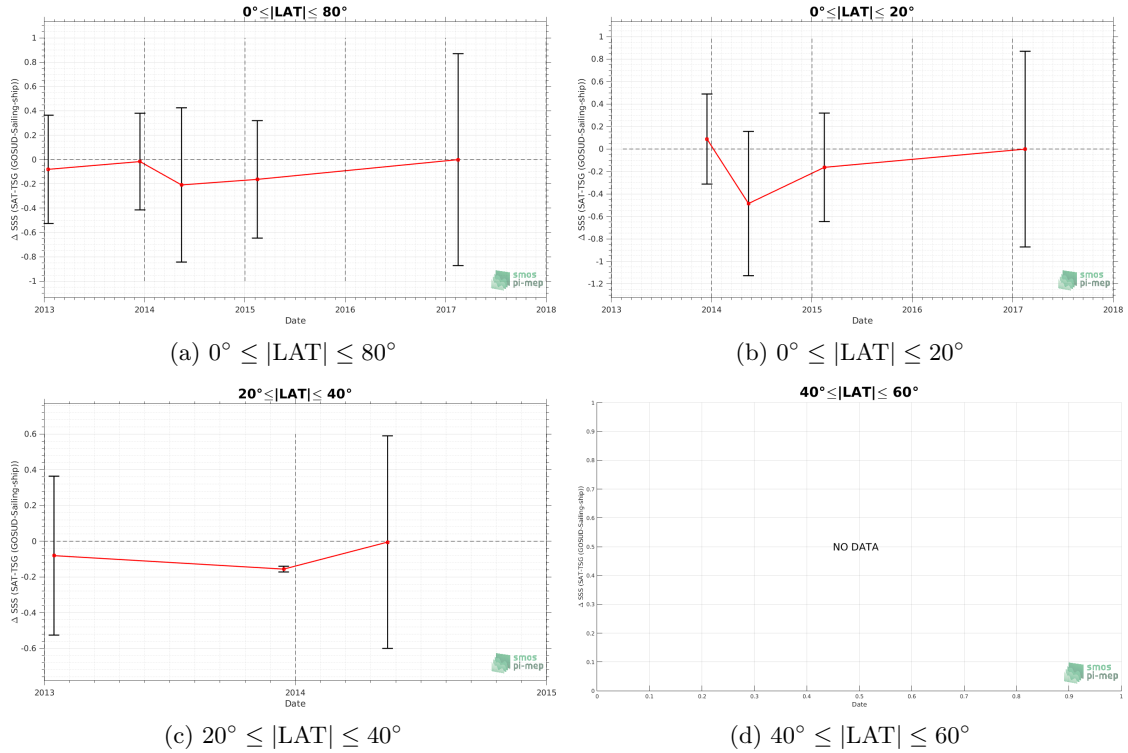 0°≤|LAT|≤ 80°
Δ SSS (SAT-TSG (GOSUD-Sailing-ship))
1
0.8
0.6
0.4
0.2
0
-0.2
-0.4
-0.6
-0.8
-1
2013 2014 2015 2016 2017 2018
Date
smos
pi-mep
(a) 0° ≤ |LAT| ≤ 80°
0°≤|LAT|≤ 20°
Δ SSS (SAT-TSG (GOSUD-Sailing-ship))
1
0.8
0.6
0.4
0.2
0
-0.2
-0.4
-0.6
-0.8
-1
-1.2
2013 2014 2015 2016 2017 2018
Date
smos
pi-mep
(b) 0° ≤ |LAT| ≤ 20°
20°≤|LAT|≤ 40°
Δ SSS (SAT-TSG (GOSUD-Sailing-ship))
0.6
0.4
0.2
0
-0.2
-0.4
-0.6
2013 2014 2015
Date
smos
pi-mep
(c) 20° ≤ |LAT| ≤ 40°
40°≤|LAT|≤ 60°
Δ SSS (SAT-TSG (GOSUD-Sailing-ship))
1
0.9
0.8
0.7
0.6
0.5
0.4
0.3
0.2
0.1
0
NO DATA
0 0.1 0.2 0.3 0.4 0.5 0.6 0.7 0.8 0.9 1
Date
smos
pi-mep
(d) 40° ≤ |LAT| ≤ 60°